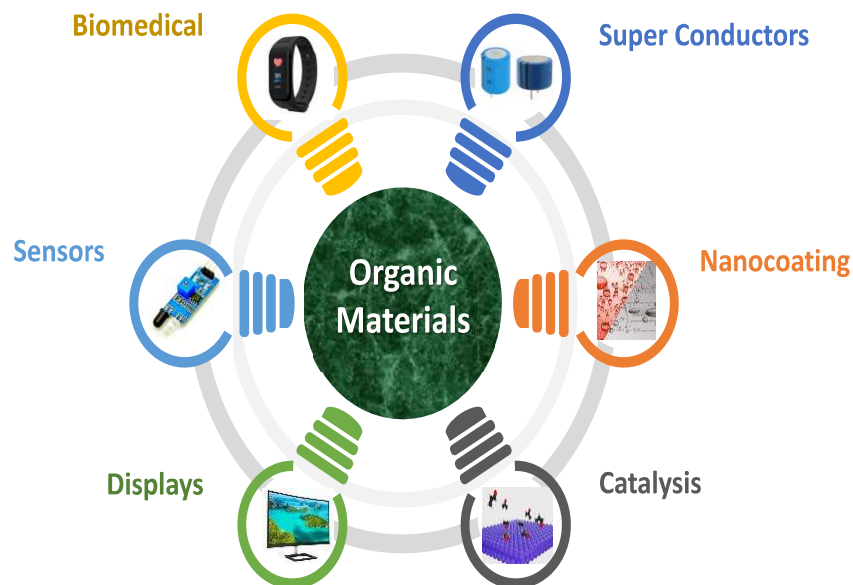 Biomedical
Super Conductors
Sensors
Organic
Materials
Nanocoating
Displays
Catalysis